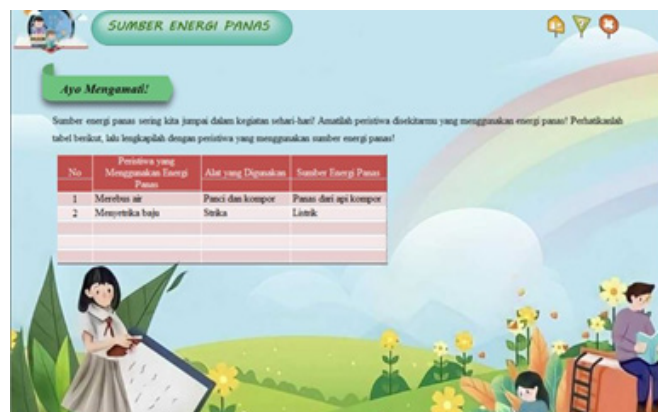 SUMBER ENERGI PANAS
Ayo Mengamati!
Sumber energi panas sering kita jumpai dalam kegiatan sehari-hari! Amatilah peristiwa disekitarmu yang menggunakan energi panas! Perhatikanlah
tabel berikut, lalu lengkapilah dengan peristiwa yang menggunakan sumber energi panas!
No
Peristiwa yang
Menggunakan Energi
Panas
Alat yang Digunakan
Sumber Energi Panas
1 Merebus air Panci dan kompor Panas dari api kompor
2 Menyetrika baju Strika Listrik